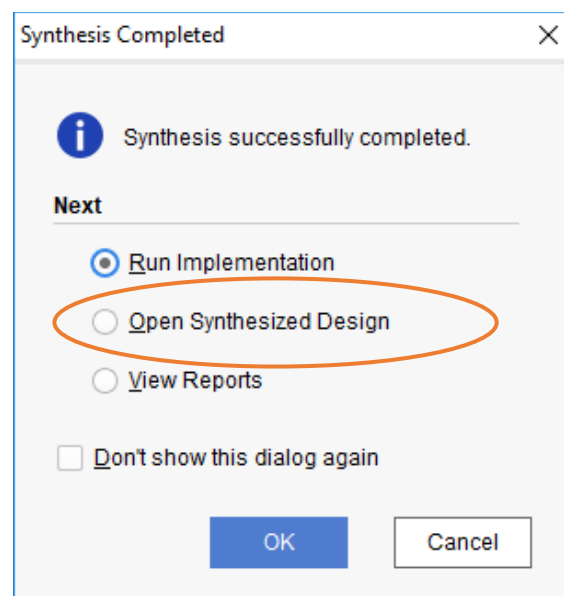 Synthesis Completed
Synthesis successfully completed.
Next
Run Implementation
Open Synthesized Design
View Reports
Don't show this dialog again
OK
Cancel